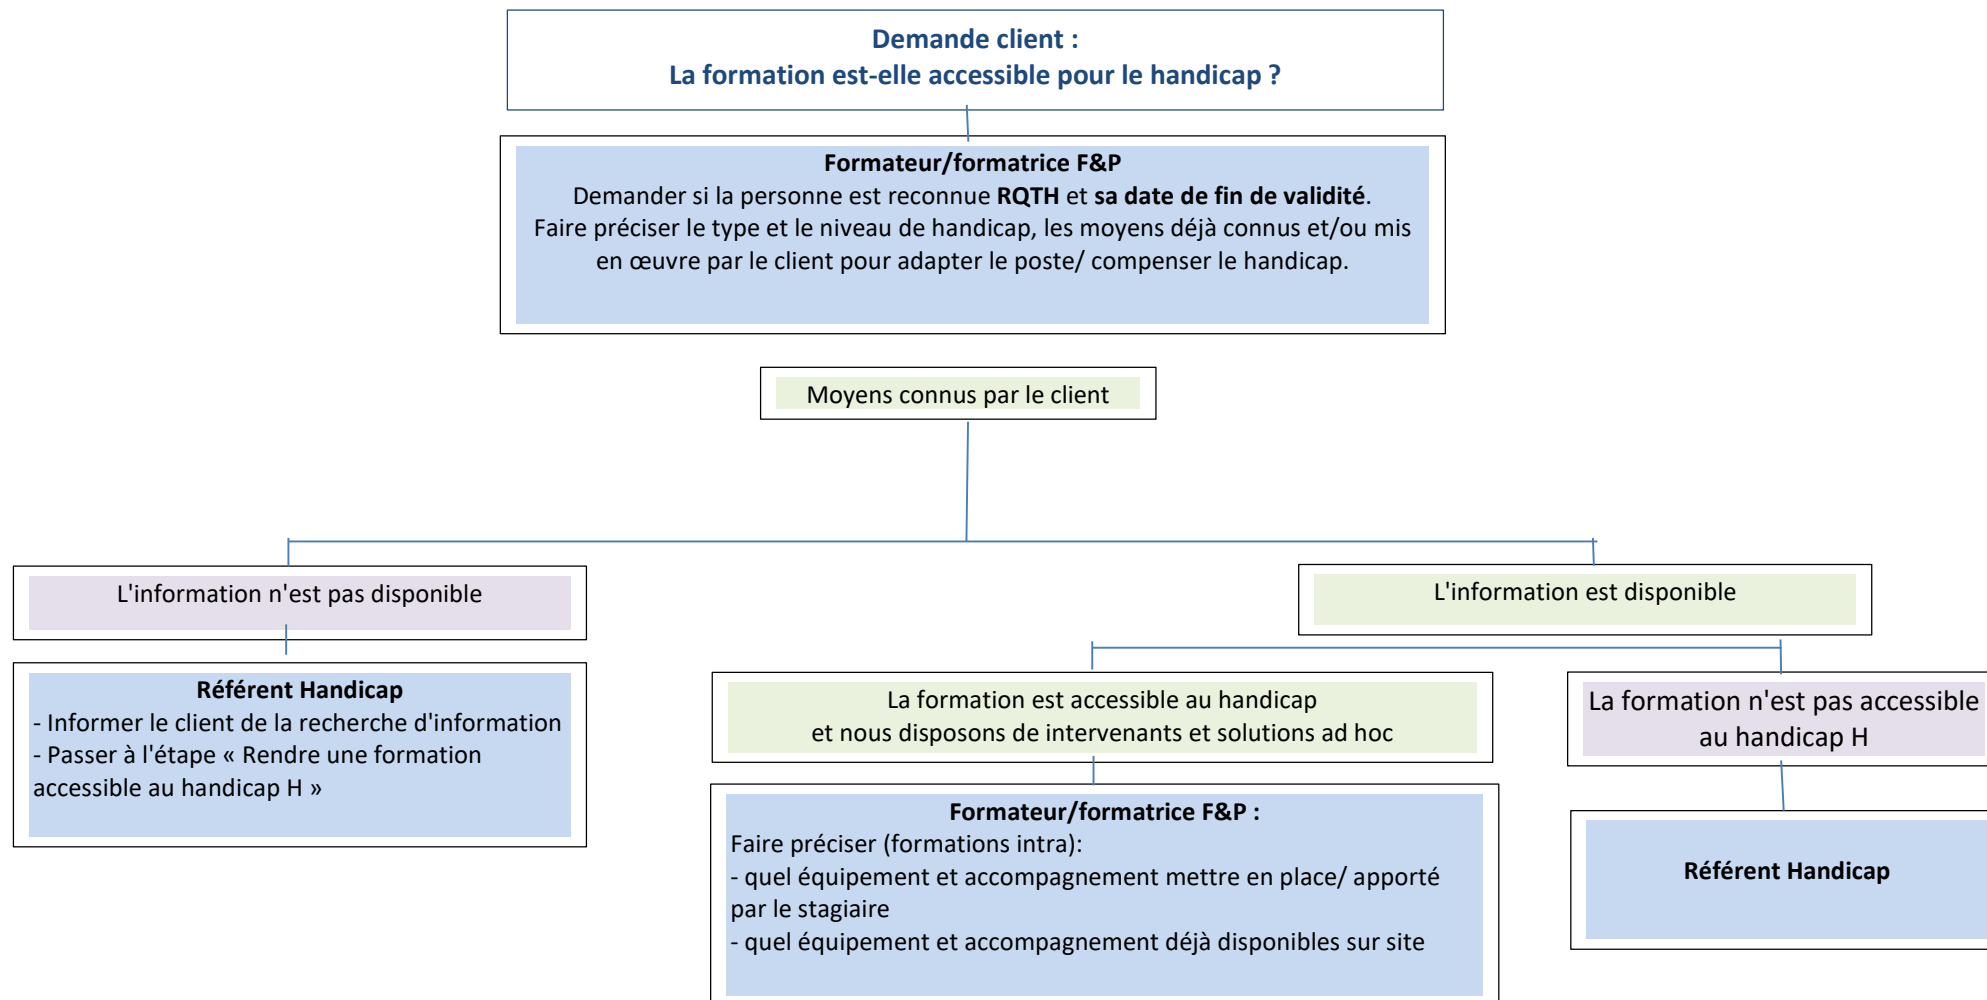 Demande client :
La formation est-elle accessible pour le handicap ?
Formateur/formatrice F&P
Demander si la personne est reconnue RQTH et sa date de fin de validité.
Faire préciser le type et le niveau de handicap, les moyens déjà connus et/ou mis
en œuvre par le client pour adapter le poste/ compenser le handicap.
Moyens connus par le client
L'information n'est pas disponible
L'information est disponible
Référent Handicap
- Informer le client de la recherche d'information
- Passer à l'étape « Rendre une formation
accessible au handicap H »
La formation est accessible au handicap
et nous disposons de intervenants et solutions ad hoc
La formation n'est pas accessible
au handicap H
Formateur/formatrice F&P :
Faire préciser (formations intra):
- quel équipement et accompagnement mettre en place/ apporté
par le stagiaire
- quel équipement et accompagnement déjà disponibles sur site
Référent Handicap